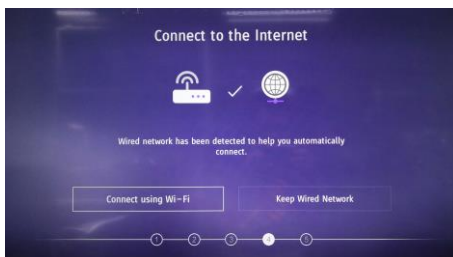 Connect to the Internet
Wired network has been detected to help you automatically
connect.
Connect using Wi-Fi
Keep Wired Network
1 2 3 4 5